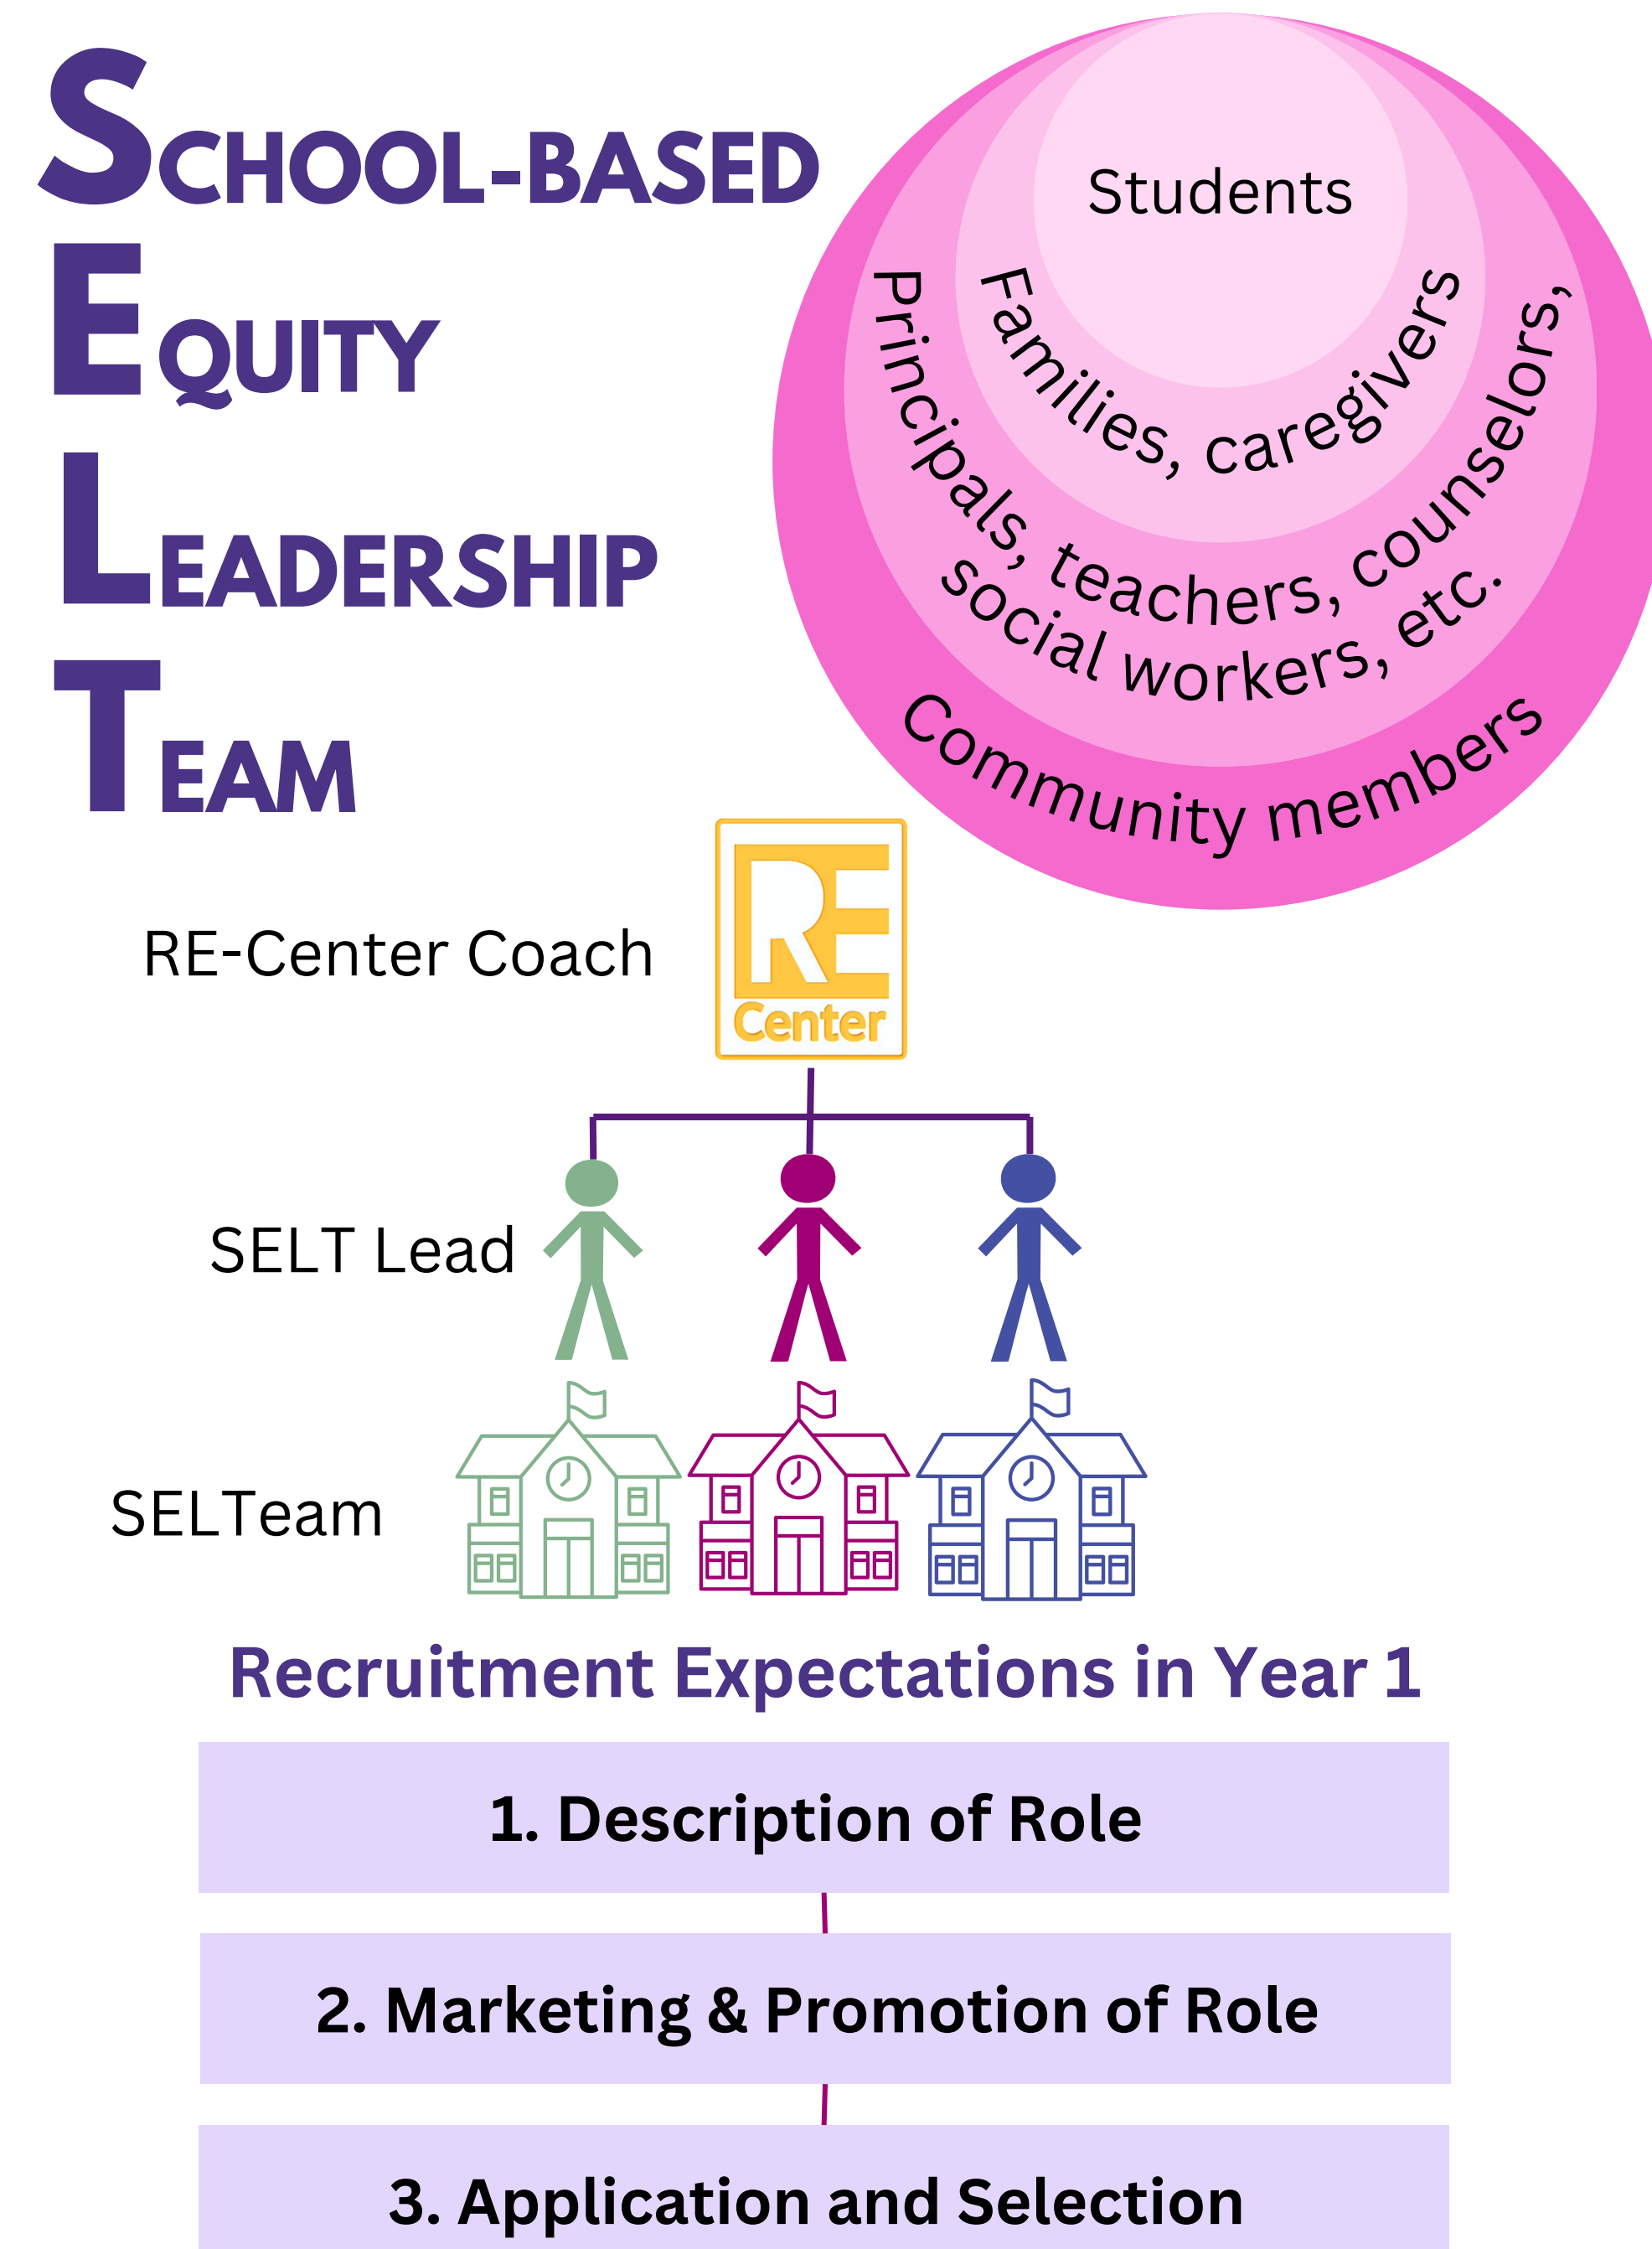 SCHOOL-BASED
EQUITY
LEADERSHIP
TEAM
Students
Families, caregivers
Principals, teachers, counselors,
social workers, etc.
Community members
RE-Center Coach
RE
Center
SELT Lead
SELTeam
Recruitment Expectations in Year 1
1. Description of Role
2. Marketing & Promotion of Role
3. Application and Selection